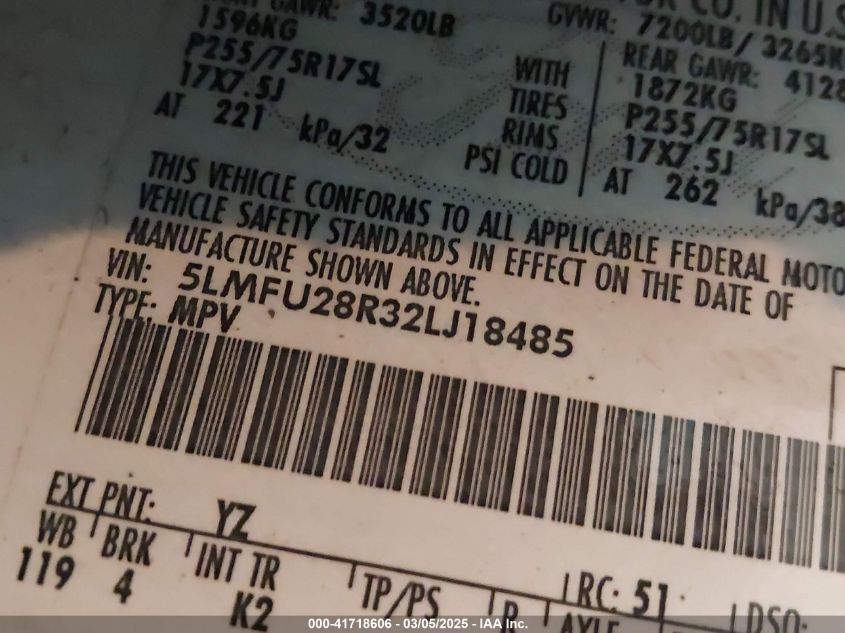 CO. IN U.S.
GAWR: 3520LB GVWR: 7200LB / 3265K
1596KG REAR GAWR: 4128
P255/75R17SL WITH 1872KG
17X7.5J TIRES P255/75R17SL
AT 221 kPa/32 RIMS 17X7.5J
PSI COLD AT 262 kPa/38
THIS VEHICLE CONFORMS TO ALL APPLICABLE FEDERAL MOTO
VEHICLE SAFETY STANDARDS IN EFFECT ON THE DATE OF
MANUFACTURE SHOWN ABOVE.
VIN: 5LMFU28R32LJ18485
TYPE: MPV
EXT PNT: YZ
WB BRK INT TR TP/PS R AXLE
RC: 51 DSO:
119 4 K2
000-41718606 - 03/05/2025 - IAA Inc.